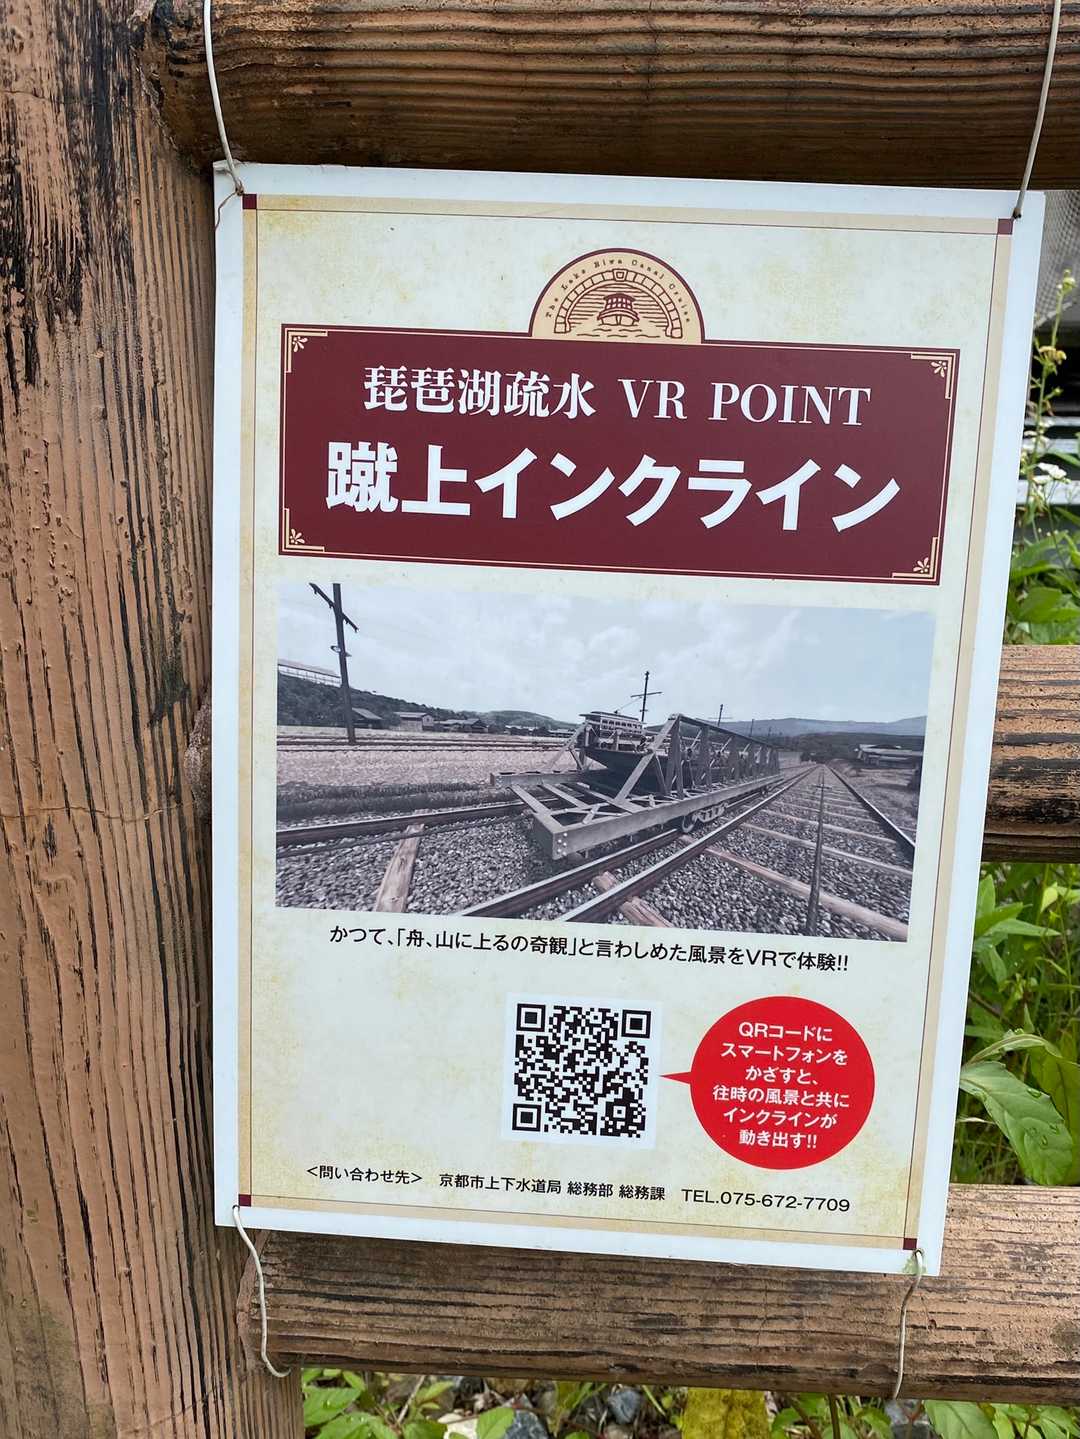 The Lake Biwa Canal Cruise
琵琶湖疏水 VR POINT
蹴上インクライン
かつて、「舟、山に上るの奇観」と言わしめた風景をVRで体験!!
QRコードに
スマートフォンを
かざすと、
往時の風景と共に
インクラインが
動き出す!!
<問い合わせ先> 京都市上下水道局 総務部 総務課 TEL.075-672-7709